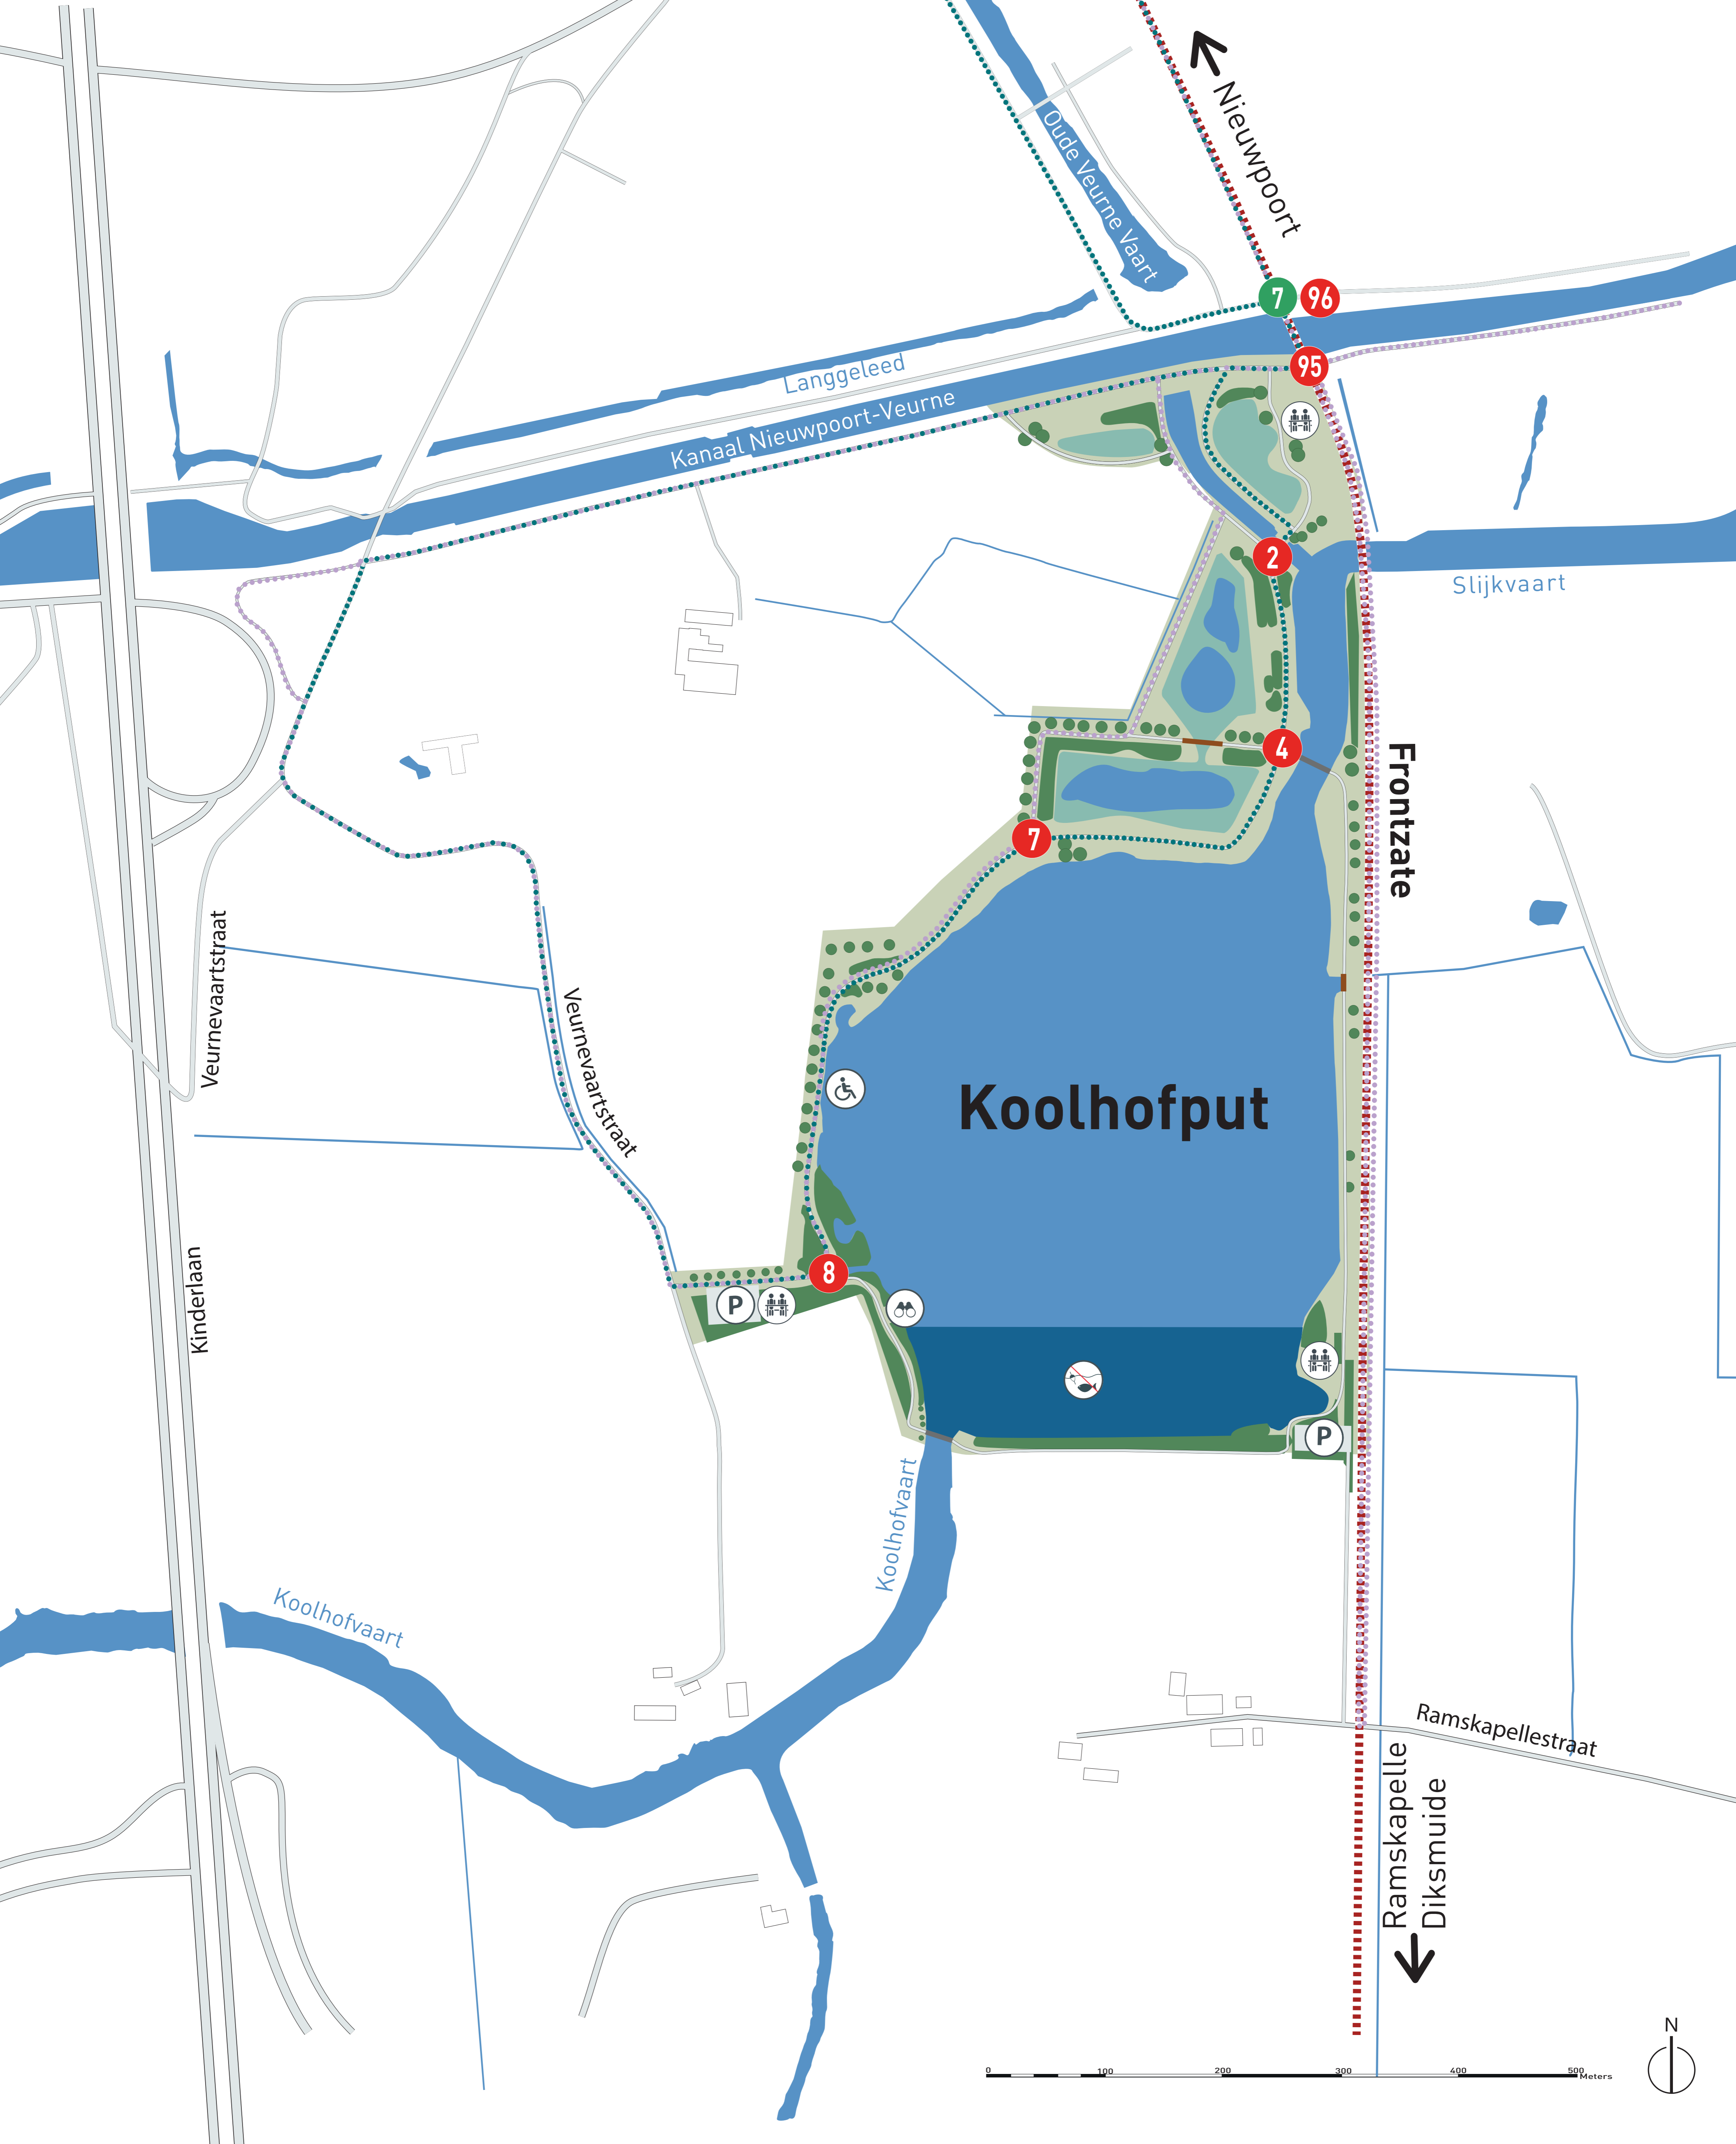 Nieuwpoort
Oude Veurne Vaart
7
96
95
Langgeleed
Kanaal Nieuwpoort-Veurne
2
Slijkvaart
4
Frontzate
7
Veurnevaartstraat
Veurnevaartstraat
Koolhofput
Kinderlaan
8
P
P
Koolhofvaart
Koolhofvaart
Ramskapellestraat
Ramskapelle
Diksmuide
N
0 100 200 300 400 500
Meters